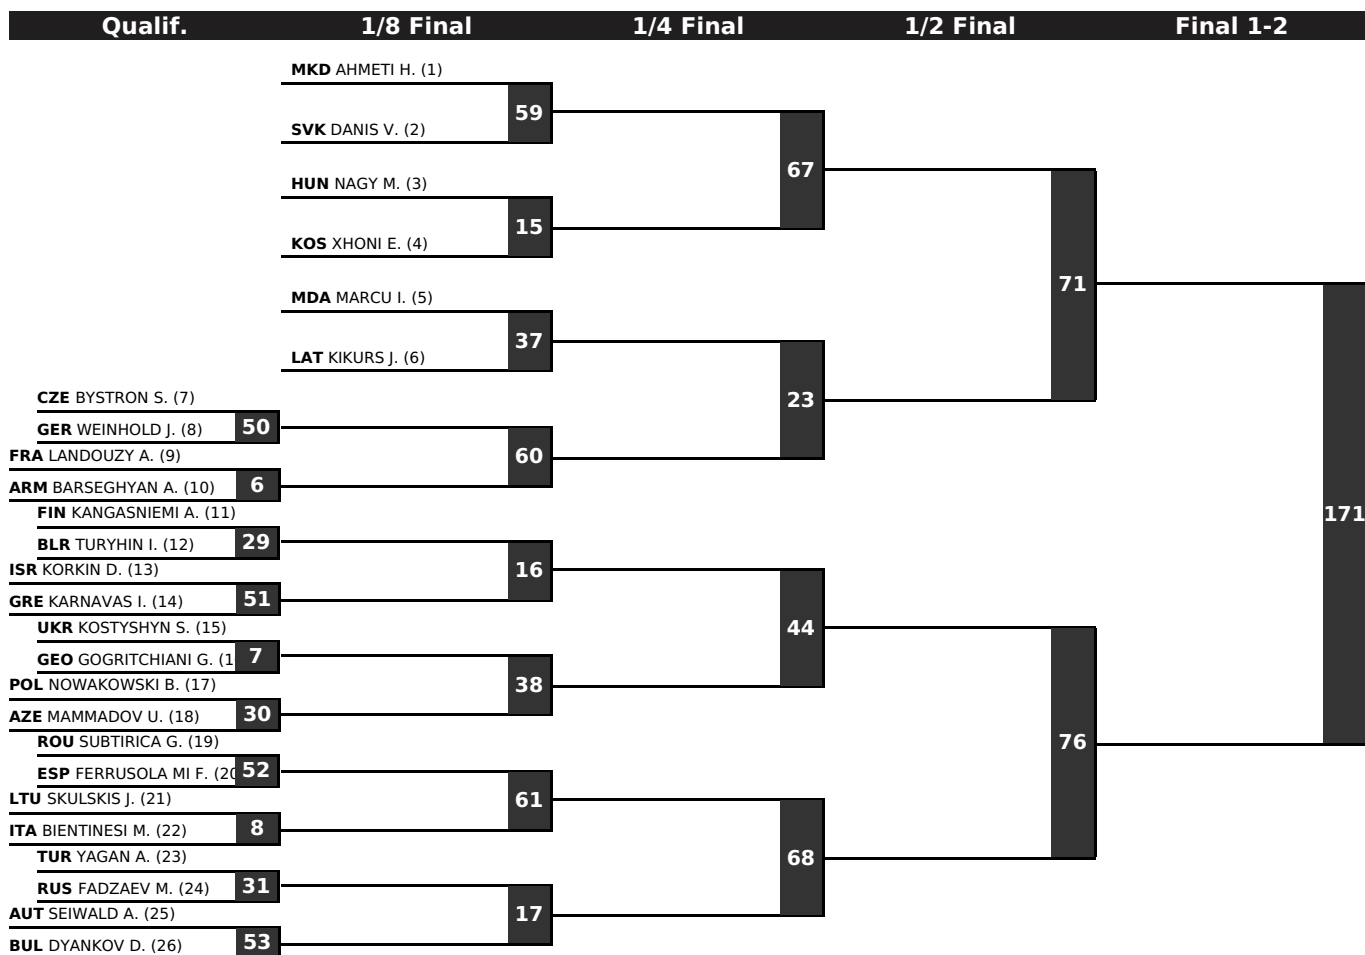 Qualif. 1/8 Final 1/4 Final 1/2 Final Final 1-2
MKD AHMETI H. (1)
59
SVK DANIS V. (2)
67
HUN NAGY M. (3)
15
KOS XHONI E. (4)
71
MDA MARCU I. (5)
37
LAT KIKURS J. (6)
23
CZE BYSTRON S. (7)
GER WEINHOLD J. (8) 50
FRA LANDOUZY A. (9)
60
ARM BARSEGHYAN A. (10) 6
FIN KANGASNIEMI A. (11)
171
BLR TURYHIN I. (12) 29
ISR KORKIN D. (13)
16
GRE KARNAVAS I. (14) 51
UKR KOSTYSHYN S. (15)
44
GEO GOGRITCHIANI G. (1 7
POL NOWAKOWSKI B. (17)
38
AZE MAMMADOV U. (18) 30
ROU SUBTIRICA G. (19)
76
ESP FERRUSOLA MI F. (20 52
LTU SKULSKIS J. (21)
61
ITA BIENTINESI M. (22) 8
TUR YAGAN A. (23)
68
RUS FADZAEV M. (24) 31
AUT SEIWALD A. (25)
17
BUL DYANKOV D. (26) 53